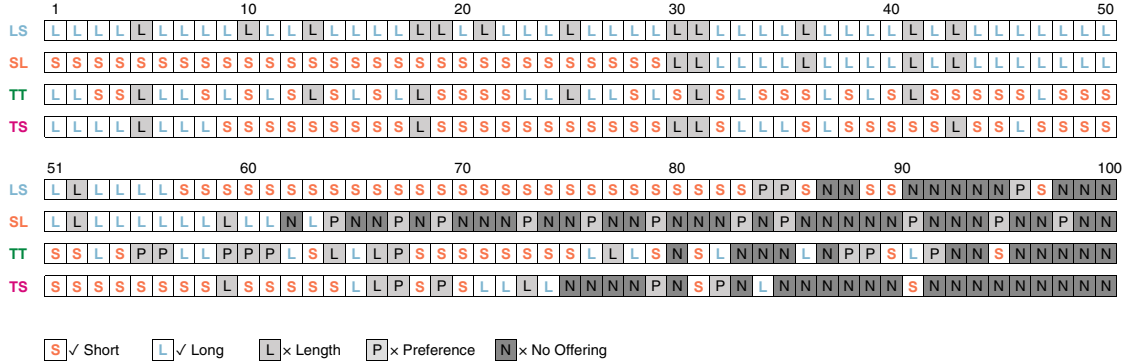 1 10 20 30 40 50
LS L L L L L L L L L L L L L L L L L L L L L L L L L L L L L L L L L L L L L L L L L L L L L L L L L L
SL S S S S S S S S S S S S S S S S S S S S S S S S S S S S S L L L L L L L L L L L L L L L L L L L L L
TT L L S S L L L S L S L S L S L S L L S S S S L L L L L S L S L S L S S S L S L S L S S S S S L S S S
TS L L L L L L L L S S S S S S S S S L S S S S S S S S S S S L L S L L L S L S S S S S L S S L S S S S
51 60 70 80 90 100
LS L L L L L L S S S S S S S S S S S S S S S S S S S S S S S S S S S P P S N N S S N N N N N P S N N N
SL L L L L L L L L L L L N L P N N P N P N N N P N N P N N P N N N P N P N N N N N P N N N P N N P N N
TT S S L S P P L L P P P L S L L L P S S S S S S S S L L L S N S L N N N L N P P S L P N N S N N N N N
TS S S S S S S S S L S S S S S L L P S P S L L L L N N N N P N S P N L N N N N N N S N N N N N N N N N
S ✓ Short L ✓ Long L × Length P × Preference N × No Offering